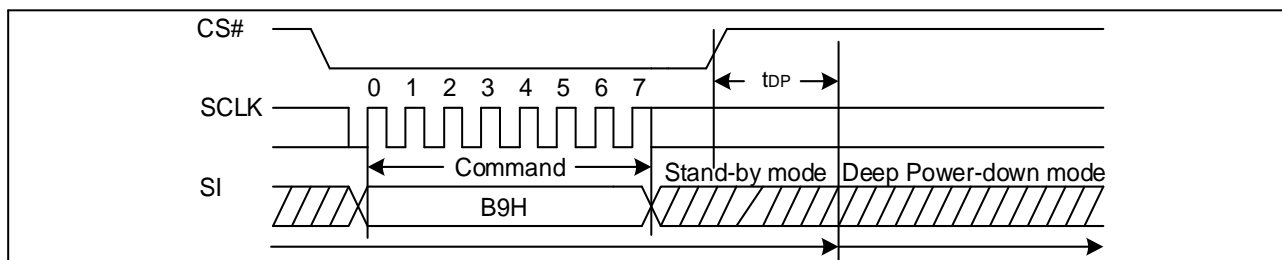 CS#
tDP
0 1 2 3 4 5 6 7
SCLK
Command
Stand-by mode Deep Power-down mode
SI
B9H